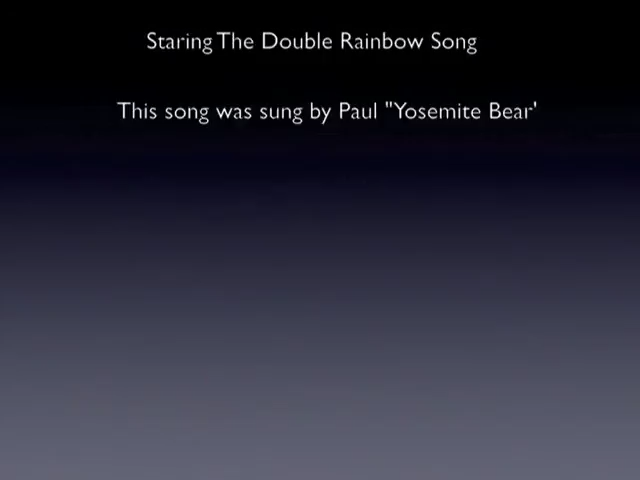 Staring The Double Rainbow Song
This song was sung by Paul "Yosemite Bear'